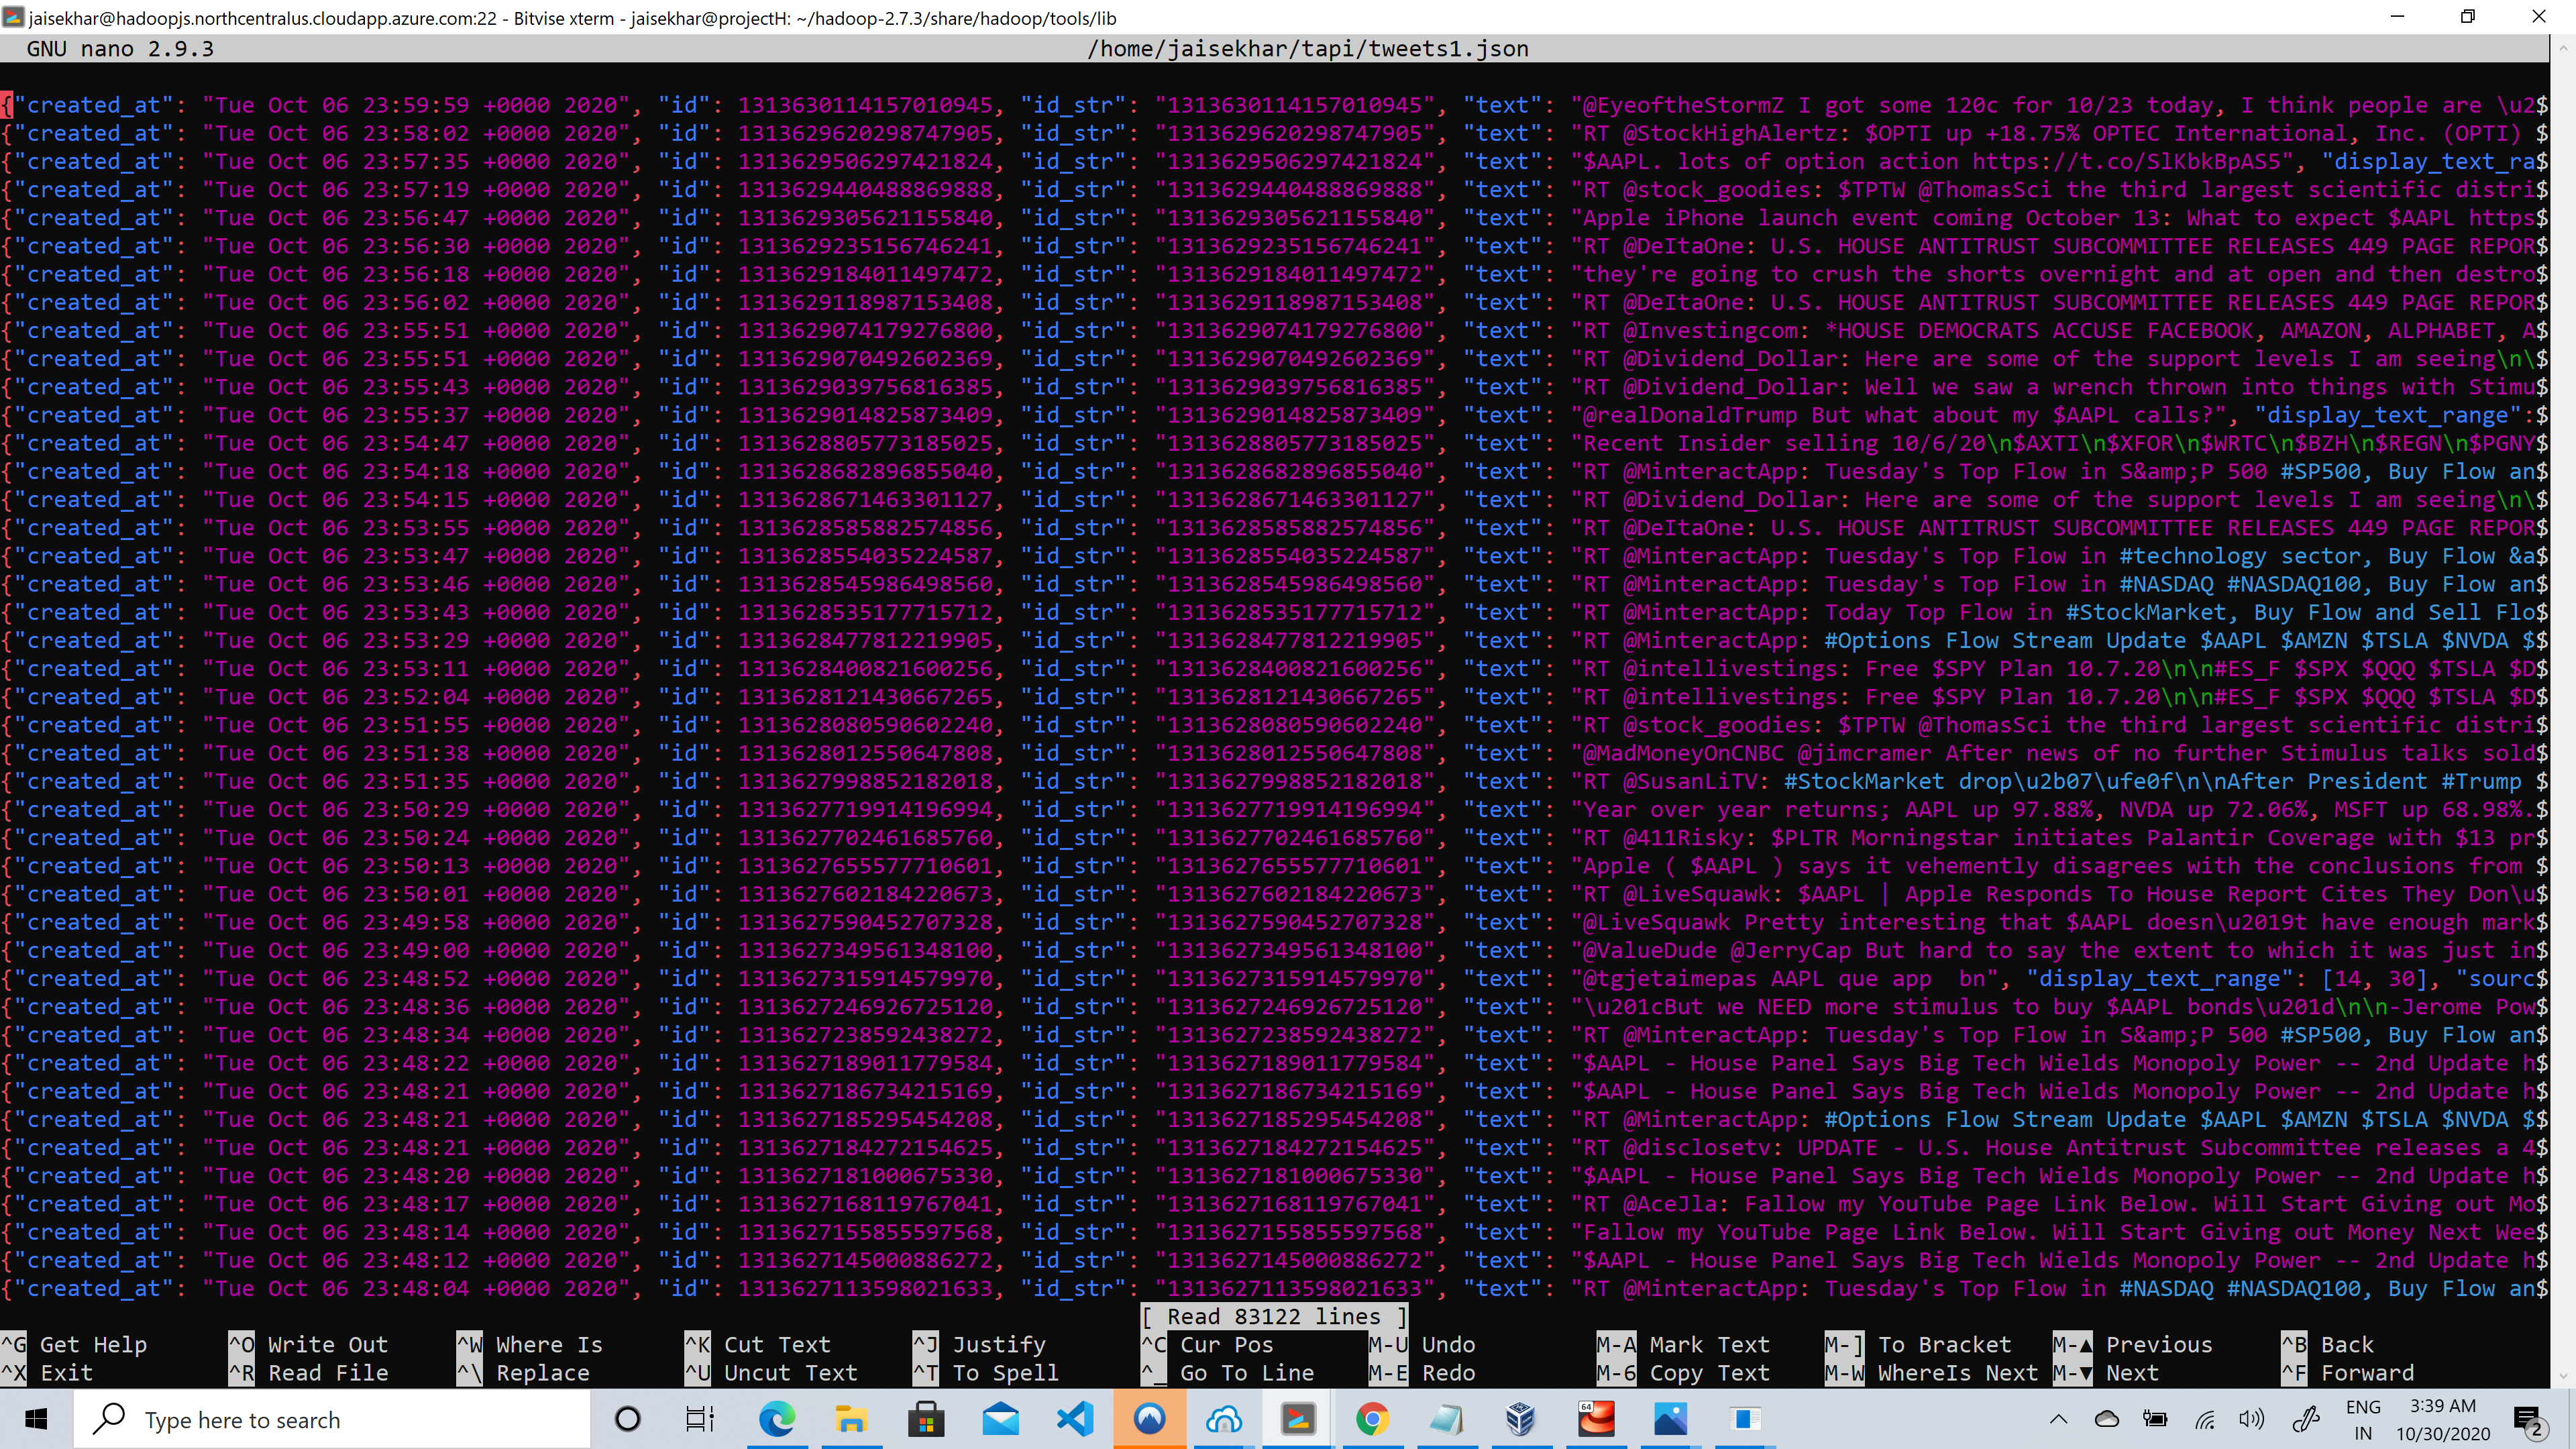 jaisekhar@hadoopjs.northcentralus.cloudapp.azure.com:22 - Bitvise xterm - jaisekhar@projectH: ~/hadoop-2.7.3/share/hadoop/tools/lib
GNU nano 2.9.3 /home/jaisekhar/tapi/tweets1.json
{"created_at": "Tue Oct 06 23:59:59 +0000 2020", "id": 1313630114157010945, "id_str": "1313630114157010945", "text": "@EyeoftheStormZ I got some 120c for 10/23 today, I think people are \u2$
{"created_at": "Tue Oct 06 23:58:02 +0000 2020", "id": 1313629620298747905, "id_str": "1313629620298747905", "text": "RT @StockHighAlertz: $OPTI up +18.75% OPTEC International, Inc. (OPTI) $
{"created_at": "Tue Oct 06 23:57:35 +0000 2020", "id": 1313629506297421824, "id_str": "1313629506297421824", "text": "$AAPL. lots of option action https://t.co/SlKbkBpAS5", "display_text_ra$
{"created_at": "Tue Oct 06 23:57:19 +0000 2020", "id": 1313629440488869888, "id_str": "1313629440488869888", "text": "RT @stock_goodies: $TPTW @ThomasSci the third largest scientific distri$
{"created_at": "Tue Oct 06 23:56:47 +0000 2020", "id": 1313629305621155840, "id_str": "1313629305621155840", "text": "Apple iPhone launch event coming October 13: What to expect $AAPL https$
{"created_at": "Tue Oct 06 23:56:30 +0000 2020", "id": 1313629235156746241, "id_str": "1313629235156746241", "text": "RT @DeItaOne: U.S. HOUSE ANTITRUST SUBCOMMITTEE RELEASES 449 PAGE REPOR$
{"created_at": "Tue Oct 06 23:56:18 +0000 2020", "id": 1313629184011497472, "id_str": "1313629184011497472", "text": "they're going to crush the shorts overnight and at open and then destro$
{"created_at": "Tue Oct 06 23:56:02 +0000 2020", "id": 1313629118987153408, "id_str": "1313629118987153408", "text": "RT @DeItaOne: U.S. HOUSE ANTITRUST SUBCOMMITTEE RELEASES 449 PAGE REPOR$
{"created_at": "Tue Oct 06 23:55:51 +0000 2020", "id": 1313629074179276800, "id_str": "1313629074179276800", "text": "RT @Investingcom: *HOUSE DEMOCRATS ACCUSE FACEBOOK, AMAZON, ALPHABET, A$
{"created_at": "Tue Oct 06 23:55:51 +0000 2020", "id": 1313629070492602369, "id_str": "1313629070492602369", "text": "RT @Dividend_Dollar: Here are some of the support levels I am seeing\n\$
{"created_at": "Tue Oct 06 23:55:43 +0000 2020", "id": 1313629039756816385, "id_str": "1313629039756816385", "text": "RT @Dividend_Dollar: Well we saw a wrench thrown into things with Stimu$
{"created_at": "Tue Oct 06 23:55:37 +0000 2020", "id": 1313629014825873409, "id_str": "1313629014825873409", "text": "@realDonaldTrump But what about my $AAPL calls?", "display_text_range":$
{"created_at": "Tue Oct 06 23:54:47 +0000 2020", "id": 1313628805773185025, "id_str": "1313628805773185025", "text": "Recent Insider selling 10/6/20\n$AXTI\n$XFOR\n$WRTC\n$BZH\n$REGN\n$PGNY$
{"created_at": "Tue Oct 06 23:54:18 +0000 2020", "id": 1313628682896855040, "id_str": "1313628682896855040", "text": "RT @MinteractApp: Tuesday's Top Flow in S&amp;P 500 #SP500, Buy Flow an$
{"created_at": "Tue Oct 06 23:54:15 +0000 2020", "id": 1313628671463301127, "id_str": "1313628671463301127", "text": "RT @Dividend_Dollar: Here are some of the support levels I am seeing\n\$
{"created_at": "Tue Oct 06 23:53:55 +0000 2020", "id": 1313628585882574856, "id_str": "1313628585882574856", "text": "RT @DeItaOne: U.S. HOUSE ANTITRUST SUBCOMMITTEE RELEASES 449 PAGE REPOR$
{"created_at": "Tue Oct 06 23:53:47 +0000 2020", "id": 1313628554035224587, "id_str": "1313628554035224587", "text": "RT @MinteractApp: Tuesday's Top Flow in #technology sector, Buy Flow &a$
{"created_at": "Tue Oct 06 23:53:46 +0000 2020", "id": 1313628545986498560, "id_str": "1313628545986498560", "text": "RT @MinteractApp: Tuesday's Top Flow in #NASDAQ #NASDAQ100, Buy Flow an$
{"created_at": "Tue Oct 06 23:53:43 +0000 2020", "id": 1313628535177715712, "id_str": "1313628535177715712", "text": "RT @MinteractApp: Today Top Flow in #StockMarket, Buy Flow and Sell Flo$
{"created_at": "Tue Oct 06 23:53:29 +0000 2020", "id": 1313628477812219905, "id_str": "1313628477812219905", "text": "RT @MinteractApp: #Options Flow Stream Update $AAPL $AMZN $TSLA $NVDA $$
{"created_at": "Tue Oct 06 23:53:11 +0000 2020", "id": 1313628400821600256, "id_str": "1313628400821600256", "text": "RT @intellivestings: Free $SPY Plan 10.7.20\n\n#ES_F $SPX $QQQ $TSLA $D$
{"created_at": "Tue Oct 06 23:52:04 +0000 2020", "id": 1313628121430667265, "id_str": "1313628121430667265", "text": "RT @intellivestings: Free $SPY Plan 10.7.20\n\n#ES_F $SPX $QQQ $TSLA $D$
{"created_at": "Tue Oct 06 23:51:55 +0000 2020", "id": 1313628080590602240, "id_str": "1313628080590602240", "text": "RT @stock_goodies: $TPTW @ThomasSci the third largest scientific distri$
{"created_at": "Tue Oct 06 23:51:38 +0000 2020", "id": 1313628012550647808, "id_str": "1313628012550647808", "text": "@MadMoneyOnCNBC @jimcramer After news of no further Stimulus talks sold$
{"created_at": "Tue Oct 06 23:51:35 +0000 2020", "id": 1313627998852182018, "id_str": "1313627998852182018", "text": "RT @SusanLiTV: #StockMarket drop\u2b07\ufe0f\n\nAfter President #Trump $
{"created_at": "Tue Oct 06 23:50:29 +0000 2020", "id": 1313627719914196994, "id_str": "1313627719914196994", "text": "Year over year returns; AAPL up 97.88%, NVDA up 72.06%, MSFT up 68.98%.$
{"created_at": "Tue Oct 06 23:50:24 +0000 2020", "id": 1313627702461685760, "id_str": "1313627702461685760", "text": "RT @411Risky: $PLTR Morningstar initiates Palantir Coverage with $13 pr$
{"created_at": "Tue Oct 06 23:50:13 +0000 2020", "id": 1313627655577710601, "id_str": "1313627655577710601", "text": "Apple ( $AAPL ) says it vehemently disagrees with the conclusions from $
{"created_at": "Tue Oct 06 23:50:01 +0000 2020", "id": 1313627602184220673, "id_str": "1313627602184220673", "text": "RT @LiveSquawk: $AAPL | Apple Responds To House Report Cites They Don\u$
{"created_at": "Tue Oct 06 23:49:58 +0000 2020", "id": 1313627590452707328, "id_str": "1313627590452707328", "text": "@LiveSquawk Pretty interesting that $AAPL doesn\u2019t have enough mark$
{"created_at": "Tue Oct 06 23:49:00 +0000 2020", "id": 1313627349561348100, "id_str": "1313627349561348100", "text": "@ValueDude @JerryCap But hard to say the extent to which it was just in$
{"created_at": "Tue Oct 06 23:48:52 +0000 2020", "id": 1313627315914579970, "id_str": "1313627315914579970", "text": "@tgjetaimepas AAPL que app  bn", "display_text_range": [14, 30], "sourc$
{"created_at": "Tue Oct 06 23:48:36 +0000 2020", "id": 1313627246926725120, "id_str": "1313627246926725120", "text": "\u201cBut we NEED more stimulus to buy $AAPL bonds\u201d\n\n-Jerome Pow$
{"created_at": "Tue Oct 06 23:48:34 +0000 2020", "id": 1313627238592438272, "id_str": "1313627238592438272", "text": "RT @MinteractApp: Tuesday's Top Flow in S&amp;P 500 #SP500, Buy Flow an$
{"created_at": "Tue Oct 06 23:48:22 +0000 2020", "id": 1313627189011779584, "id_str": "1313627189011779584", "text": "$AAPL - House Panel Says Big Tech Wields Monopoly Power -- 2nd Update h$
{"created_at": "Tue Oct 06 23:48:21 +0000 2020", "id": 1313627186734215169, "id_str": "1313627186734215169", "text": "$AAPL - House Panel Says Big Tech Wields Monopoly Power -- 2nd Update h$
{"created_at": "Tue Oct 06 23:48:21 +0000 2020", "id": 1313627185295454208, "id_str": "1313627185295454208", "text": "RT @MinteractApp: #Options Flow Stream Update $AAPL $AMZN $TSLA $NVDA $$
{"created_at": "Tue Oct 06 23:48:21 +0000 2020", "id": 1313627184272154625, "id_str": "1313627184272154625", "text": "RT @disclosetv: UPDATE - U.S. House Antitrust Subcommittee releases a 4$
{"created_at": "Tue Oct 06 23:48:20 +0000 2020", "id": 1313627181000675330, "id_str": "1313627181000675330", "text": "$AAPL - House Panel Says Big Tech Wields Monopoly Power -- 2nd Update h$
{"created_at": "Tue Oct 06 23:48:17 +0000 2020", "id": 1313627168119767041, "id_str": "1313627168119767041", "text": "RT @AceJla: Fallow my YouTube Page Link Below. Will Start Giving out Mo$
{"created_at": "Tue Oct 06 23:48:14 +0000 2020", "id": 1313627155855597568, "id_str": "1313627155855597568", "text": "Fallow my YouTube Page Link Below. Will Start Giving out Money Next Wee$
{"created_at": "Tue Oct 06 23:48:12 +0000 2020", "id": 1313627145000886272, "id_str": "1313627145000886272", "text": "$AAPL - House Panel Says Big Tech Wields Monopoly Power -- 2nd Update h$
{"created_at": "Tue Oct 06 23:48:04 +0000 2020", "id": 1313627113598021633, "id_str": "1313627113598021633", "text": "RT @MinteractApp: Tuesday's Top Flow in #NASDAQ #NASDAQ100, Buy Flow an$
[ Read 83122 lines ]
^G Get Help ^O Write Out ^W Where Is ^K Cut Text ^J Justify ^C Cur Pos M-U Undo M-A Mark Text M-] To Bracket M-▲ Previous ^B Back
^X Exit ^R Read File ^\ Replace ^U Uncut Text ^T To Spell ^_ Go To Line M-E Redo M-6 Copy Text M-W WhereIs Next M-▼ Next ^F Forward
Type here to search
64
ENG
IN
3:39 AM
10/30/2020
2